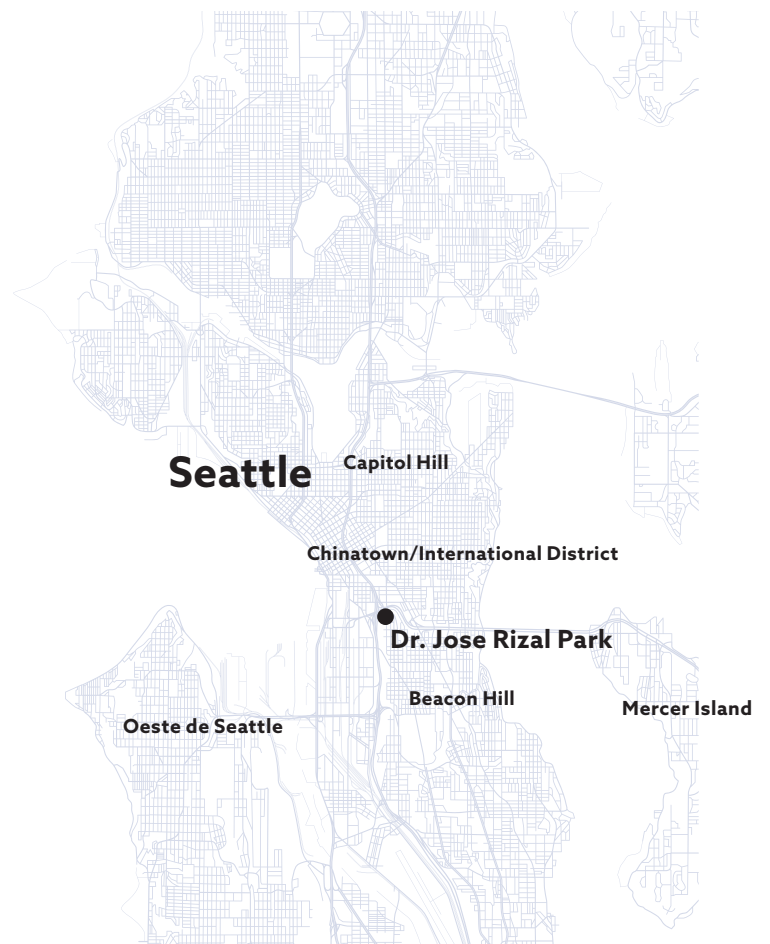 Capitol Hill
Seattle
Chinatown/International District
Dr. Jose Rizal Park
Beacon Hill
Mercer Island
Oeste de Seattle